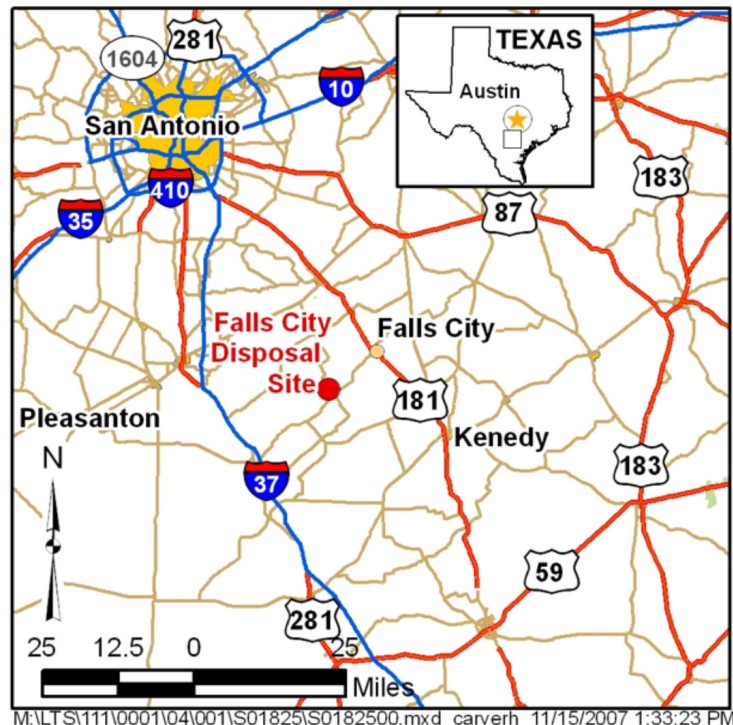 281
TEXAS
1604
10
Austin
San Antonio
183
410
87
35
Falls City
Disposal
Site
Falls City
181
Pleasanton
Kenedy
N
183
37
59
281
25 12.5 0 25
Miles
M:\LTS\111\0001\04\001\S01825\S0182500.mxd carverh 11/15/2007 1:33:23 PM